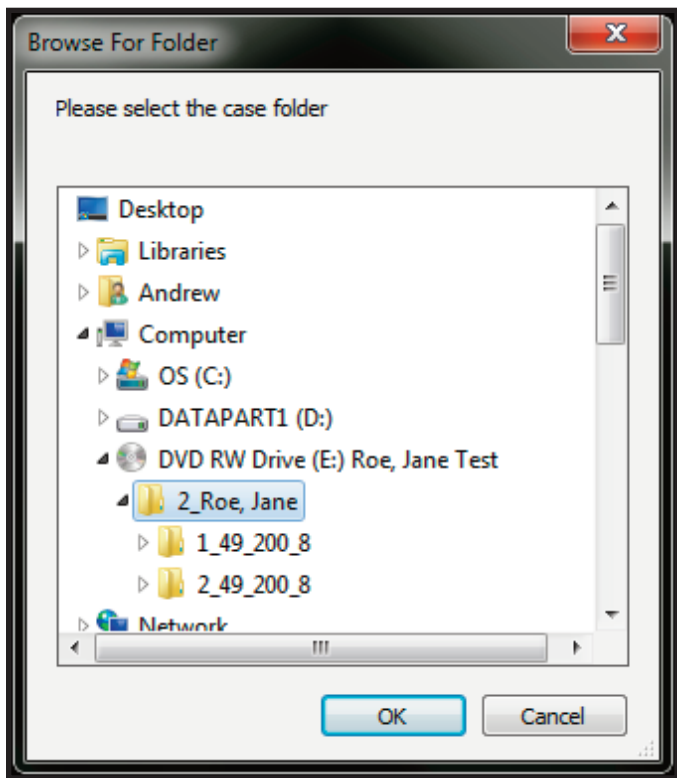 Browse For Folder
Please select the case folder
Desktop
Libraries
Andrew
Computer
OS (C:)
DATAPART1 (D:)
DVD RW Drive (E:) Roe, Jane Test
2_Roe, Jane
1_49_200_8
2_49_200_8
Network
OK Cancel